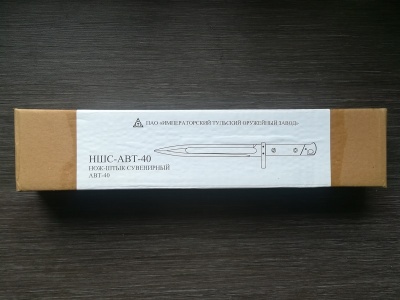 ПАО «ИМПЕРАТОРСКИЙ ТУЛЬСКИЙ ОРУЖЕЙНЫЙ ЗАВОД»
НШС-АВТ-40
НОЖ-ШТЫК СУВЕНИРНЫЙ
АВТ-40